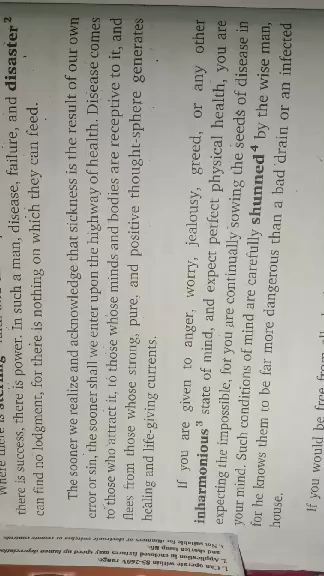 there is success, there is power. In such a man, disease, failure, and disaster²
can find no lodgment, for there is nothing on which they can feed.
The sooner we realize and acknowledge that sickness is the result of our own
error or sin, the sooner shall we enter upon the highway of health. Disease comes
to those who attract it, to those whose minds and bodies are receptive to it, and
flees from those whose strong, pure, and positive thought-sphere generates
healing and life-giving currents.
If you are given to anger, worry, jealousy, greed, or any other
inharmonious³ state of mind, and expect perfect physical health, you are
expecting the impossible, for you are continually sowing the seeds of disease in
your mind. Such conditions of mind are carefully shunned⁴ by the wise man,
for he knows them to be far more dangerous than a bad drain or an infected
house.
If you would be free from all
1. Can operate within 85-265V range.